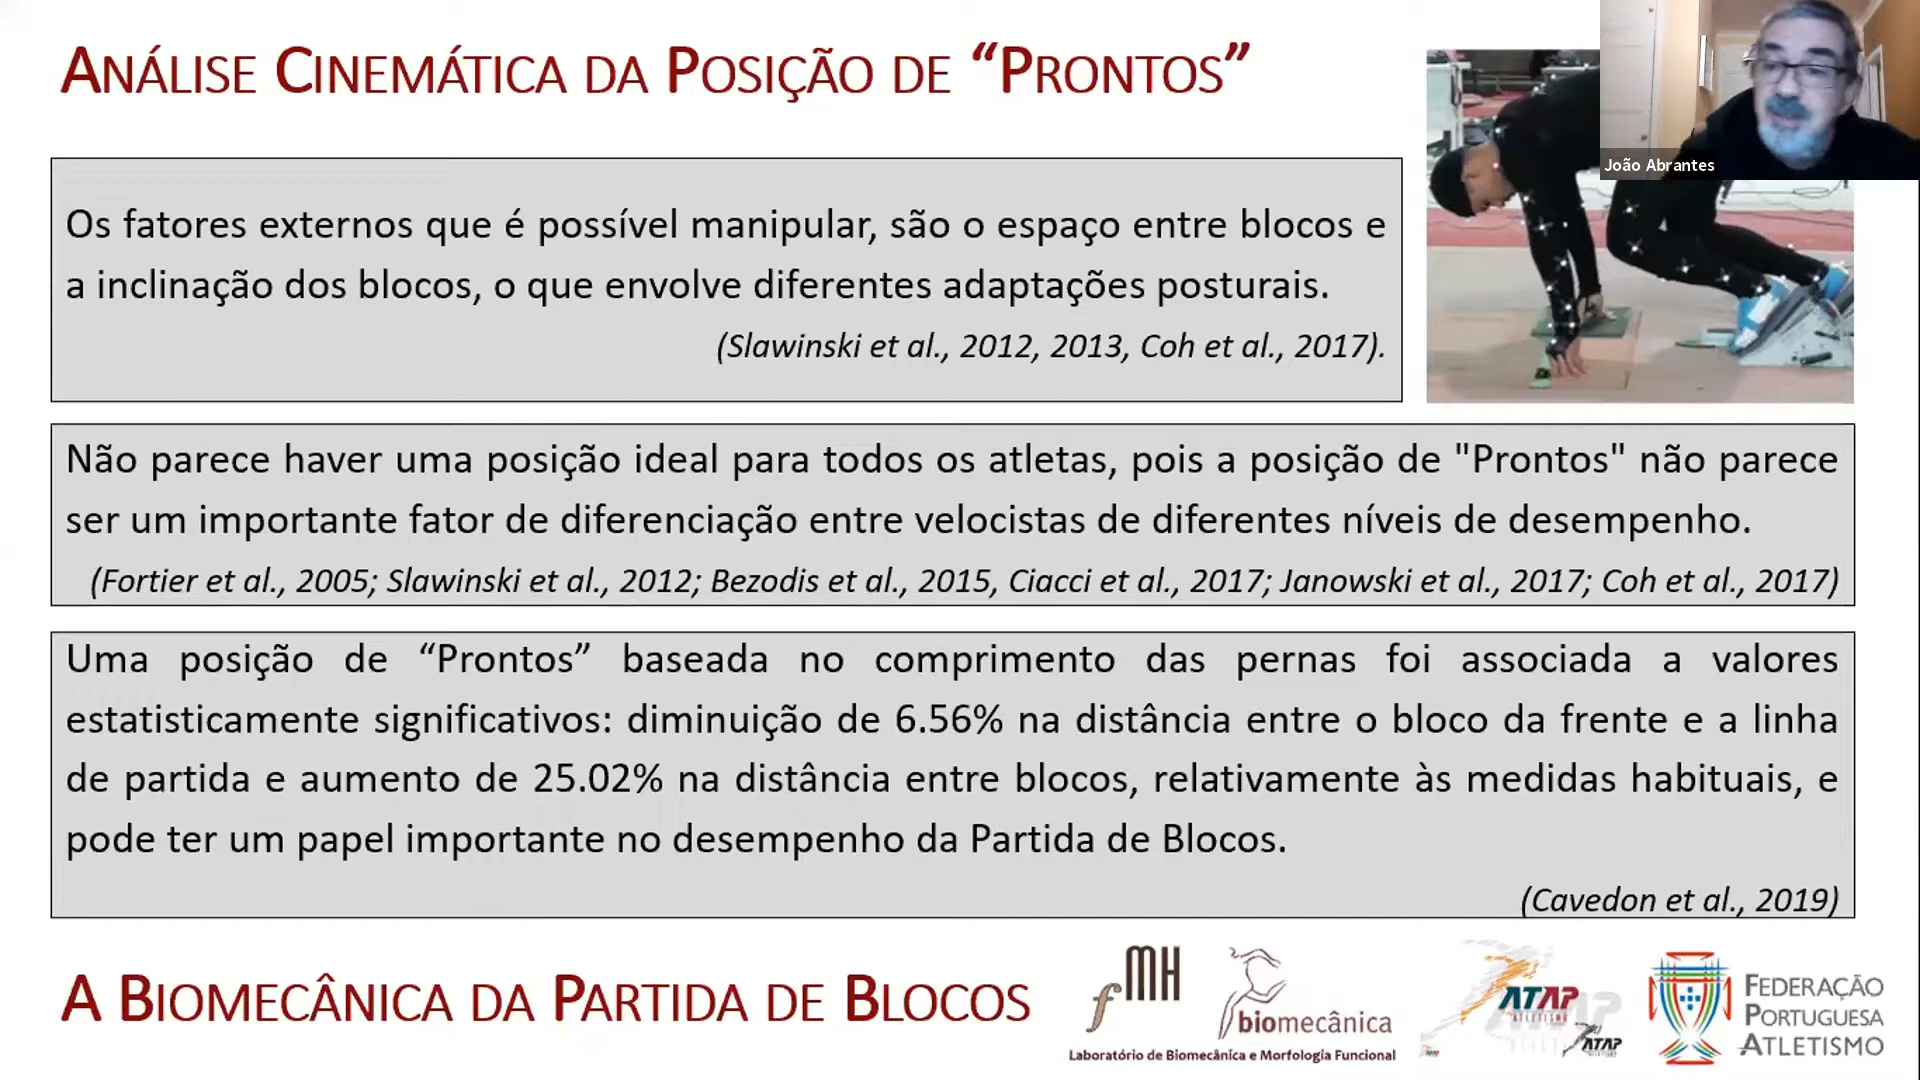 ANÁLISE CINEMÁTICA DA POSIÇÃO DE “PRONTOS”
João Abrantes
Os fatores externos que é possível manipular, são o espaço entre blocos e
a inclinação dos blocos, o que envolve diferentes adaptações posturais.
(Slawinski et al., 2012, 2013, Coh et al., 2017).
Não parece haver uma posição ideal para todos os atletas, pois a posição de "Prontos" não parece
ser um importante fator de diferenciação entre velocistas de diferentes níveis de desempenho.
(Fortier et al., 2005; Slawinski et al., 2012; Bezodis et al., 2015, Ciacci et al., 2017; Janowski et al., 2017; Coh et al., 2017)
Uma posição de “Prontos” baseada no comprimento das pernas foi associada a valores
estatisticamente significativos: diminuição de 6.56% na distância entre o bloco da frente e a linha
de partida e aumento de 25.02% na distância entre blocos, relativamente às medidas habituais, e
pode ter um papel importante no desempenho da Partida de Blocos.
(Cavedon et al., 2019)
A BIOMECÂNICA DA PARTIDA DE BLOCOS
fMH
biomecânica
Laboratório de Biomecânica e Morfologia Funcional
ATAP
ATLETISMO
ATAP
FEDERAÇÃO
PORTUGUESA
ATLETISMO